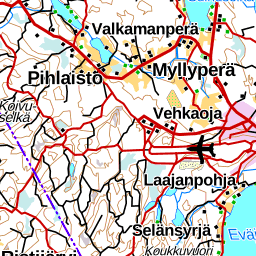 Valkamanperä
Pihlaisto
Myllyperä
Koivu-
selkä
Vehkaoja
Laajanpohja
Selänsyrjä
Koukkuvuori